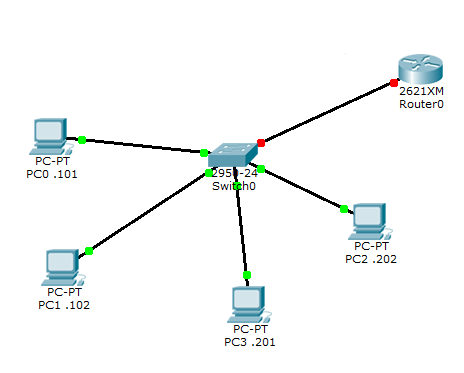 2621XM
Router0
PC-PT
PC0 .101
2950-24
Switch0
PC-PT
PC2 .202
PC-PT
PC1 .102
PC-PT
PC3 .201